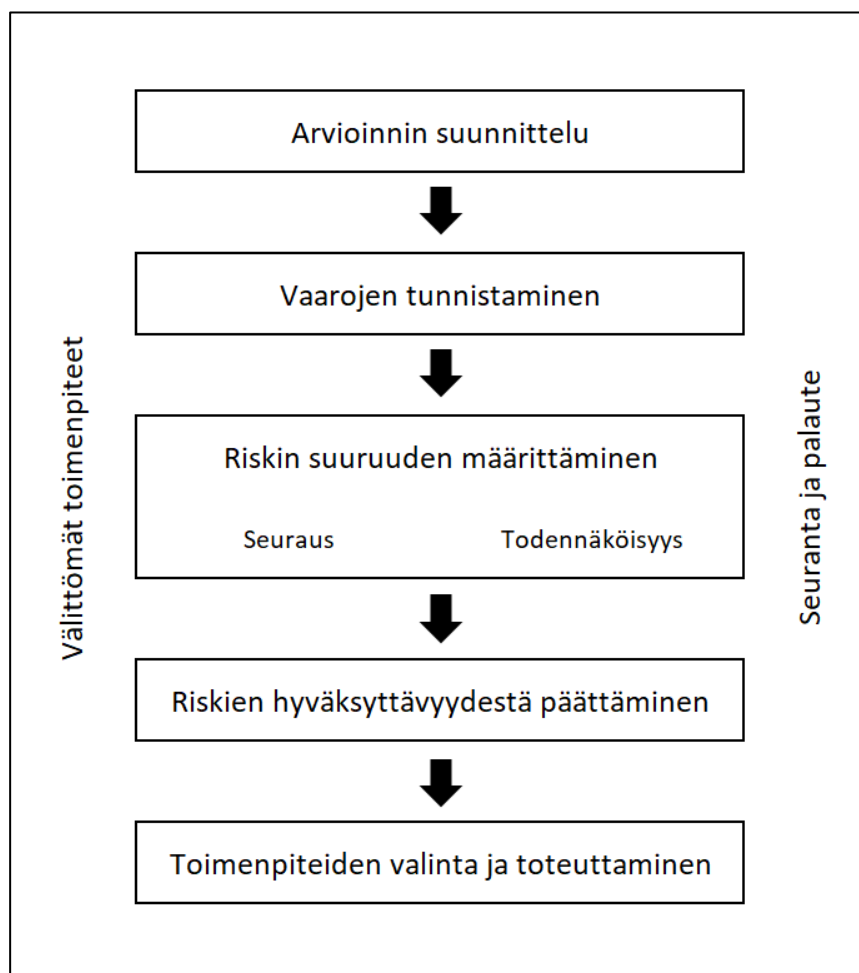 Arvioinnin suunnittelu
Vaarojen tunnistaminen
Välittömät toimenpiteet
Riskin suuruuden määrittäminen
Seuraus Todennäköisyys
Seuranta ja palaute
Riskien hyväksyttävyydestä päättäminen
Toimenpiteiden valinta ja toteuttaminen